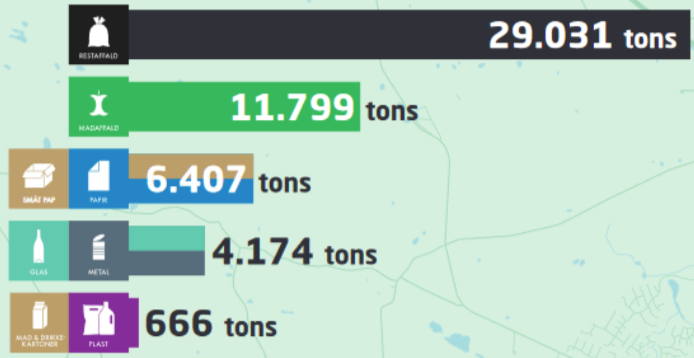 RESTAFFALD
29.031 tons
MADAFFALD
11.799 tons
SMÅT PAP
PAPIR
6.407 tons
GLAS
METAL
4.174 tons
MAD & DRIKKE-
KARTONER
PLAST
666 tons